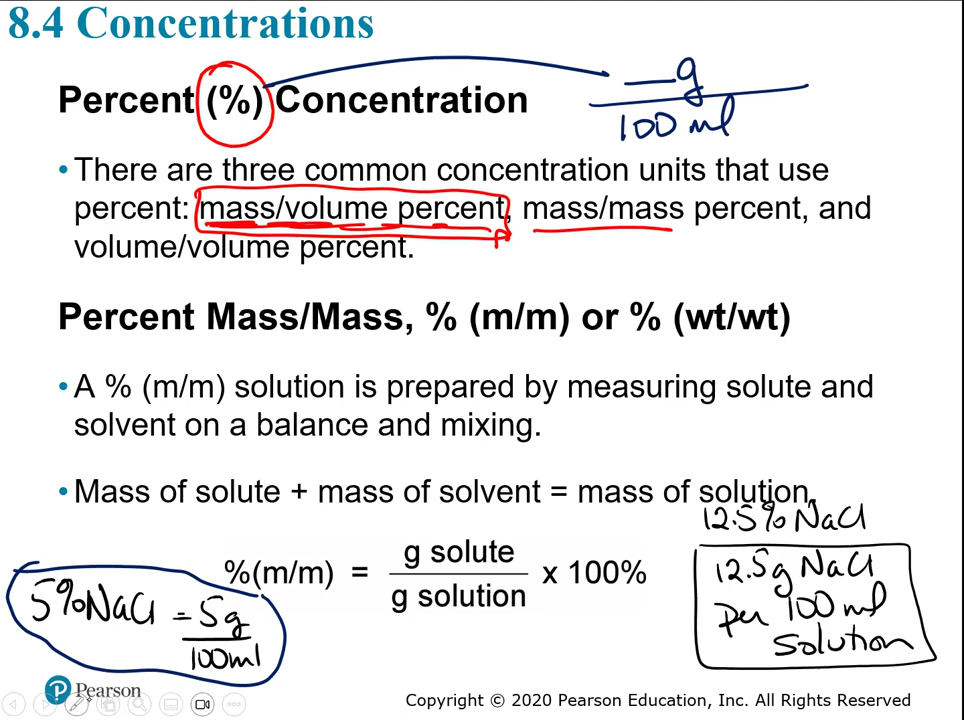 8.4 Concentrations
Percent (%) Concentration
__g
100 ml
• There are three common concentration units that use
percent: mass/volume percent, mass/mass percent, and
volume/volume percent.
Percent Mass/Mass, % (m/m) or % (wt/wt)
• A % (m/m) solution is prepared by measuring solute and
solvent on a balance and mixing.
• Mass of solute + mass of solvent = mass of solution.
12.5% NaCl
%(m/m) = g solute / g solution x 100%
12.5g NaCl
per 100 ml
solution
5% NaCl = 5g
100ml
Pearson
Copyright © 2020 Pearson Education, Inc. All Rights Reserved